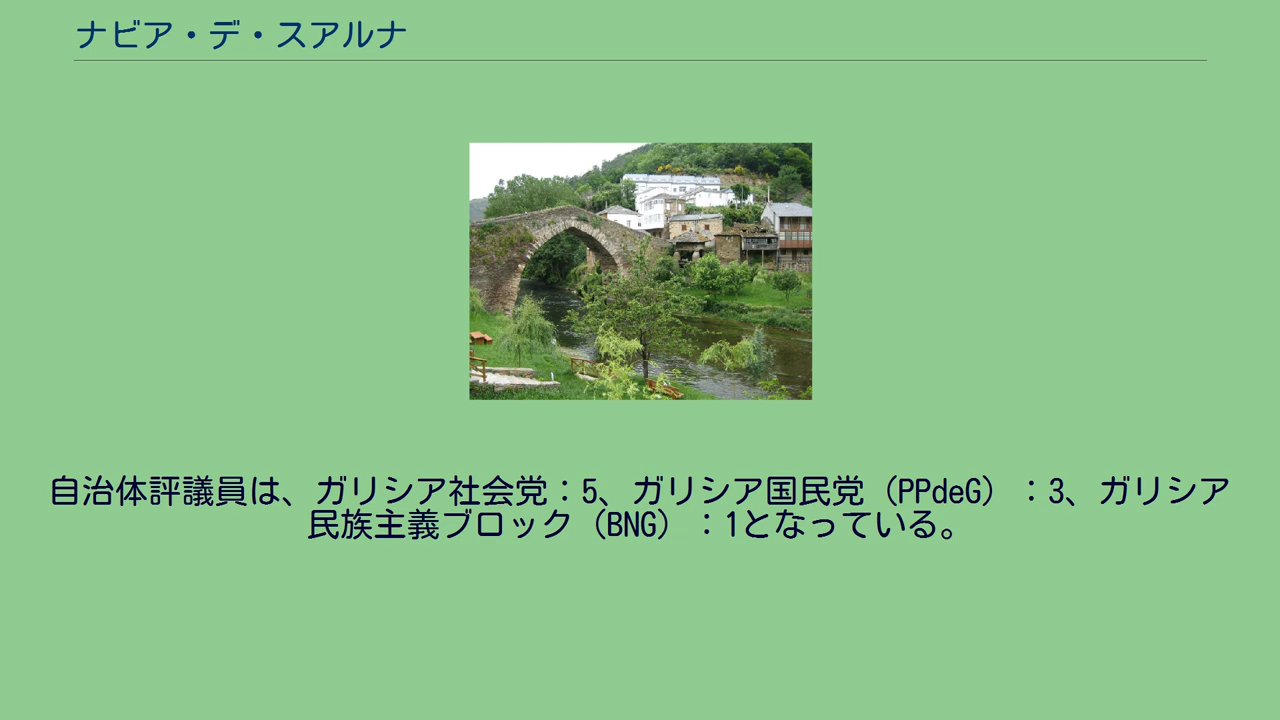 ナビア・デ・スアルナ
自治体評議員は、ガリシア社会党：5、ガリシア国民党（PPdeG）：3、ガリシア
民族主義ブロック（BNG）：1となっている。